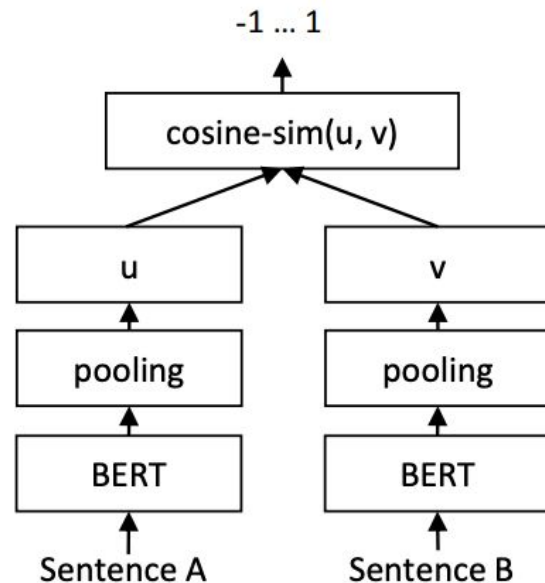 -1 ... 1
cosine-sim(u, v)
u v
pooling pooling
BERT BERT
Sentence A Sentence B